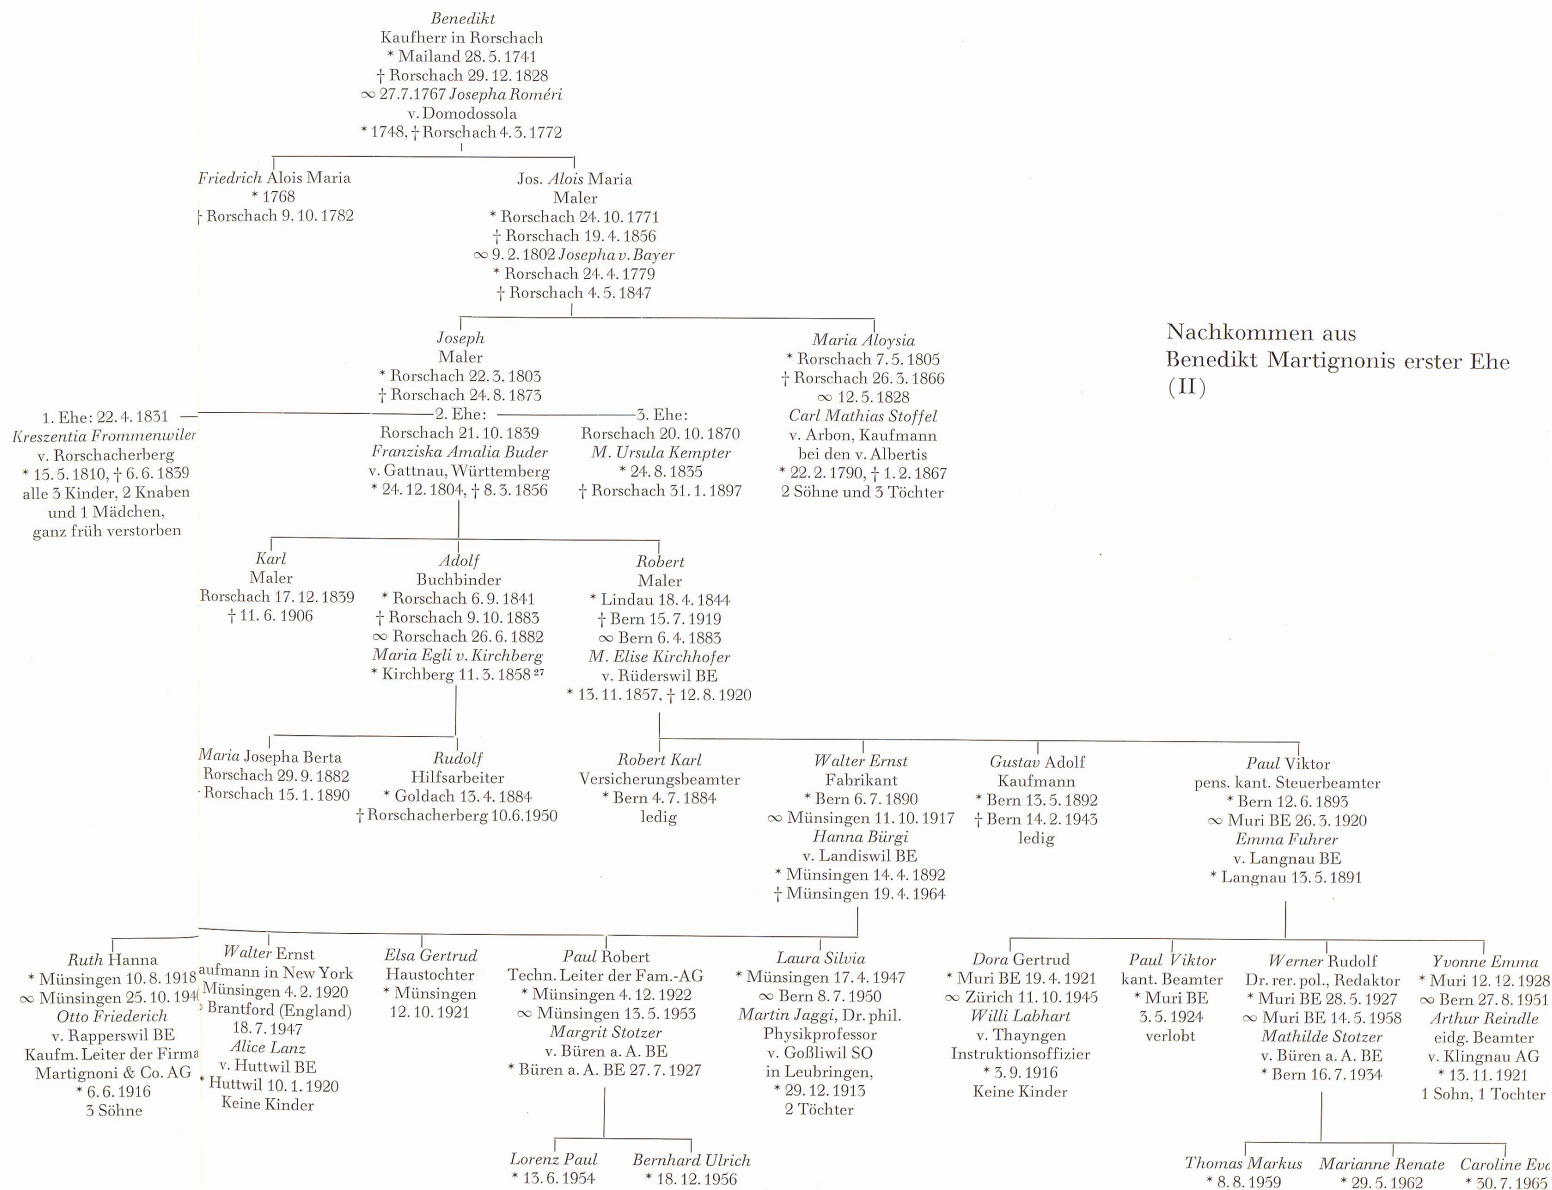 Benedikt
Kaufherr in Rorschach
* Mailand 28.5.1741
† Rorschach 29.12.1828
∞ 27.7.1767 Josepha Roméri
v. Domodossola
* 1748, † Rorschach 4.3.1772
Friedrich Alois Maria
* 1768
† Rorschach 9.10.1782
Jos. Alois Maria
Maler
* Rorschach 24.10.1771
† Rorschach 19.4.1856
∞ 9.2.1802 Josepha v. Bayer
* Rorschach 24.4.1779
† Rorschach 4.5.1847
Joseph
Maler
* Rorschach 22.3.1803
† Rorschach 24.8.1873
Maria Aloysia
* Rorschach 7.5.1805
† Rorschach 26.3.1866
∞ 12.5.1828
Carl Mathias Stoffel
v. Arbon, Kaufmann
bei den v. Albertis
* 22.2.1790, † 1.2.1867
2 Söhne und 3 Töchter
Nachkommen aus
Benedikt Martignonis erster Ehe
(II)
1. Ehe: 22.4.1831
Kreszentia Frommenwiler
v. Rorschacherberg
* 15.5.1810, † 6.6.1839
alle 3 Kinder, 2 Knaben
und 1 Mädchen,
ganz früh verstorben
2. Ehe:
Rorschach 21.10.1839
Franziska Amalia Buder
v. Gattnau, Württemberg
* 24.12.1804, † 8.3.1856
3. Ehe:
Rorschach 20.10.1870
M. Ursula Kempter
* 24.8.1835
† Rorschach 31.1.1897
Karl
Maler
Rorschach 17.12.1839
† 11.6.1906
Adolf
Buchbinder
* Rorschach 6.9.1841
† Rorschach 9.10.1883
∞ Rorschach 26.6.1882
Maria Egli v. Kirchberg
* Kirchberg 11.3.1858 27
Robert
Maler
* Lindau 18.4.1844
† Bern 15.7.1919
∞ Bern 6.4.1883
M. Elise Kirchhofer
v. Rüderswil BE
* 13.11.1857, † 12.8.1920
Maria Josepha Berta
Rorschach 29.9.1882
Rorschach 15.1.1890
Rudolf
Hilfsarbeiter
* Goldach 13.4.1884
† Rorschacherberg 10.6.1950
Robert Karl
Versicherungsbeamter
* Bern 4.7.1884
ledig
Walter Ernst
Fabrikant
* Bern 6.7.1890
∞ Münsingen 11.10.1917
Hanna Bürgi
v. Landiswil BE
* Münsingen 14.4.1892
† Münsingen 19.4.1964
Gustav Adolf
Kaufmann
* Bern 13.5.1892
† Bern 14.2.1943
ledig
Paul Viktor
pens. kant. Steuerbeamter
* Bern 12.6.1893
∞ Muri BE 26.3.1920
Emma Fuhrer
v. Langnau BE
* Langnau 13.5.1891
Ruth Hanna
* Münsingen 10.8.1918
∞ Münsingen 25.10.194
Otto Friederich
v. Rapperswil BE
Kaufm. Leiter der Firma
Martignoni & Co. AG
* 6.6.1916
3 Söhne
Walter Ernst
aufmann in New York
Münsingen 4.2.1920
Brantford (England)
18.7.1947
Alice Lanz
v. Huttwil BE
* Huttwil 10.1.1920
Keine Kinder
Elsa Gertrud
Haustochter
* Münsingen
12.10.1921
Paul Robert
Techn. Leiter der Fam.-AG
* Münsingen 4.12.1922
∞ Münsingen 13.5.1953
Margrit Stotzer
v. Büren a. A. BE
* Büren a. A. BE 27.7.1927
Laura Silvia
* Münsingen 17.4.1947
∞ Bern 8.7.1950
Martin Jaggi, Dr. phil.
Physikprofessor
v. Goßliwil SO
in Leubringen,
* 29.12.1913
2 Töchter
Dora Gertrud
* Muri BE 19.4.1921
∞ Zürich 11.10.1945
Willi Labhart
v. Thayngen
Instruktionsoffizier
* 3.9.1916
Keine Kinder
Paul Viktor
kant. Beamter
* Muri BE
3.5.1924
verlobt
Werner Rudolf
Dr. rer. pol., Redaktor
* Muri BE 28.5.1927
∞ Muri BE 14.5.1958
Mathilde Stotzer
v. Büren a. A. BE
* Bern 16.7.1934
Yvonne Emma
* Muri 12.12.1928
∞ Bern 27.8.1951
Arthur Reindle
eidg. Beamter
v. Klingnau AG
* 13.11.1921
1 Sohn, 1 Tochter
Lorenz Paul
* 13.6.1954
Bernhard Ulrich
* 18.12.1956
Thomas Markus
* 8.8.1959
Marianne Renate
* 29.5.1962
Caroline Eva
* 30.7.1965